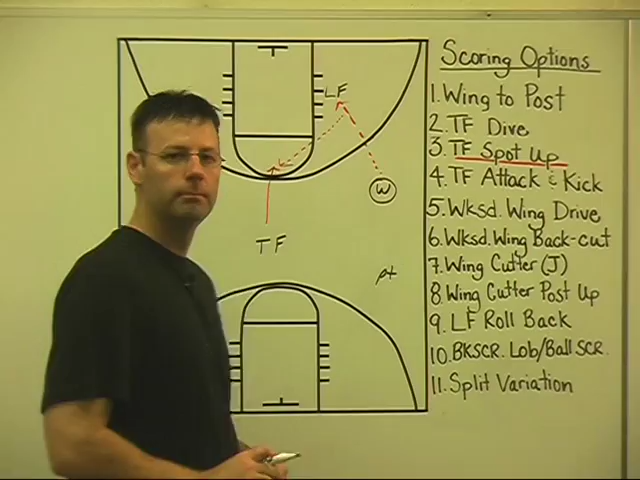 Scoring Options
1. Wing to Post
2. TF Dive
3. TF Spot Up
4. TF Attack & Kick
5. Wksd. Wing Drive
6. Wksd. Wing Back-cut
7. Wing Cutter (J)
8. Wing Cutter Post Up
9. LF Roll Back
10. BKSCR. Lob/Ball SCR.
11. Split Variation
LF
W
TF